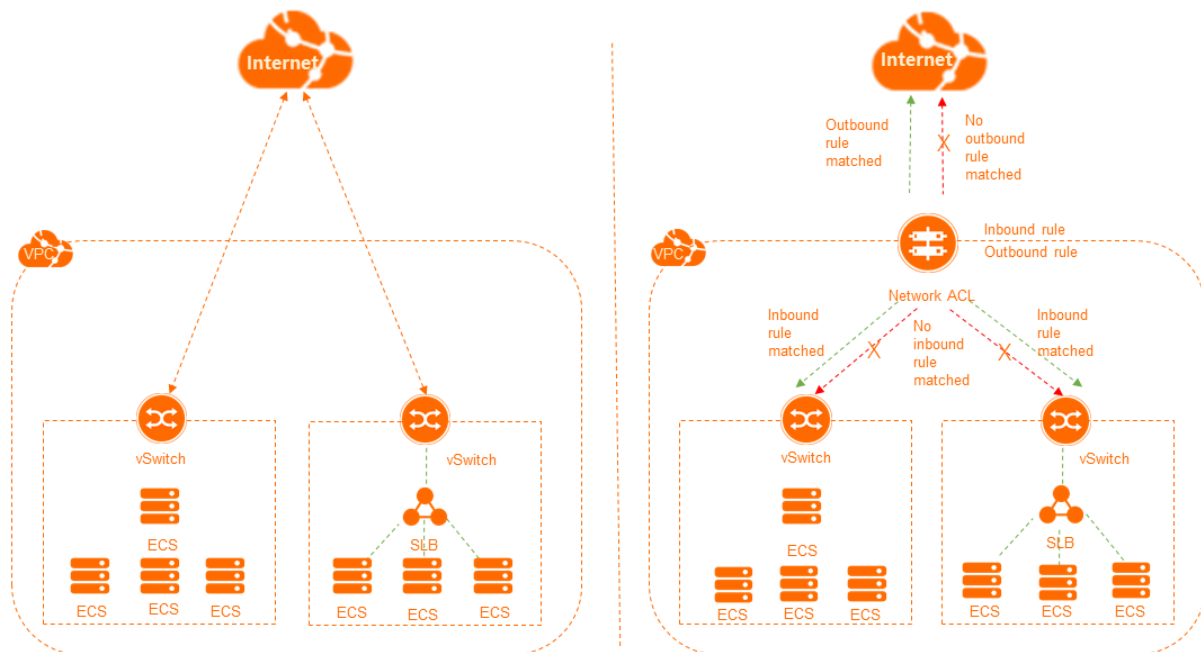 Internet
VPC
vSwitch
vSwitch
ECS
SLB
ECS
ECS
ECS
ECS
ECS
ECS
Internet
Outbound
rule
matched
No
outbound
rule
matched
VPC
Inbound rule
Outbound rule
Network ACL
Inbound
rule
matched
No
inbound
rule
matched
Inbound
rule
matched
vSwitch
vSwitch
ECS
SLB
ECS
ECS
ECS
ECS
ECS
ECS